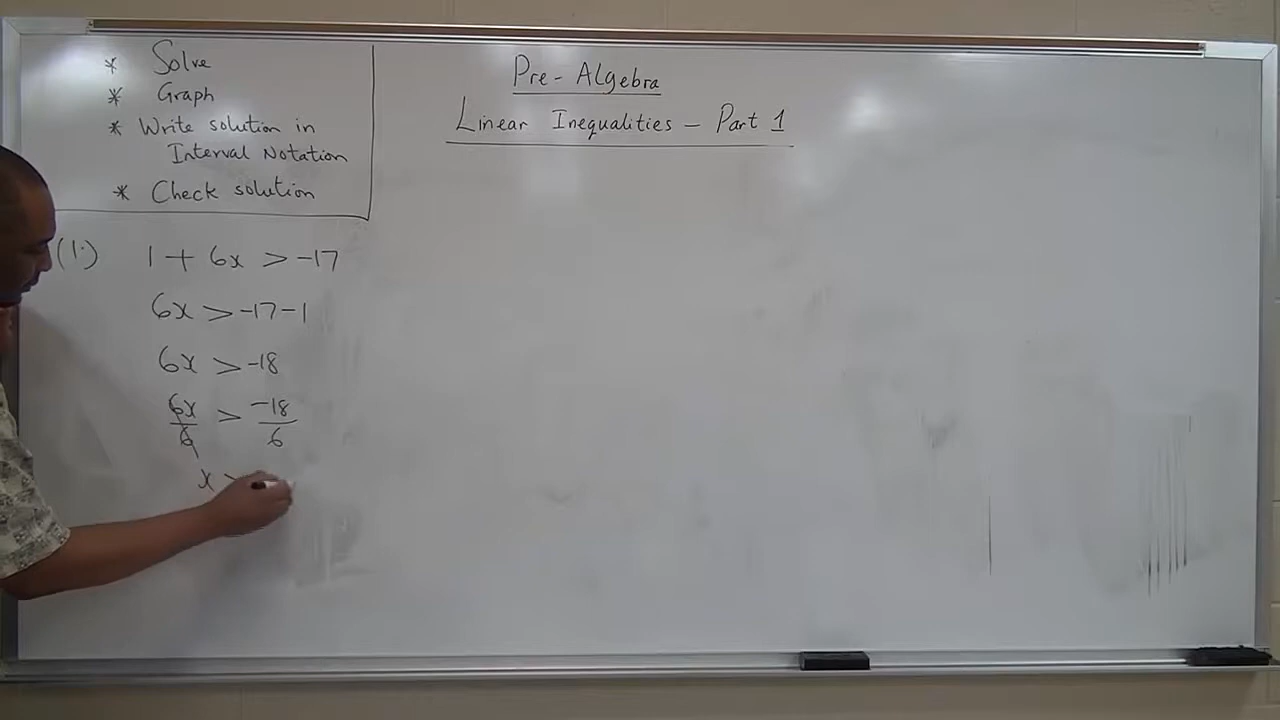 * Solve
* Graph
* Write solution in
Interval Notation
* Check solution
Pre-Algebra
Linear Inequalities – Part 1
(1.) 1 + 6x > -17
6x > -17-1
6x > -18
6x/6 > -18/6
x >